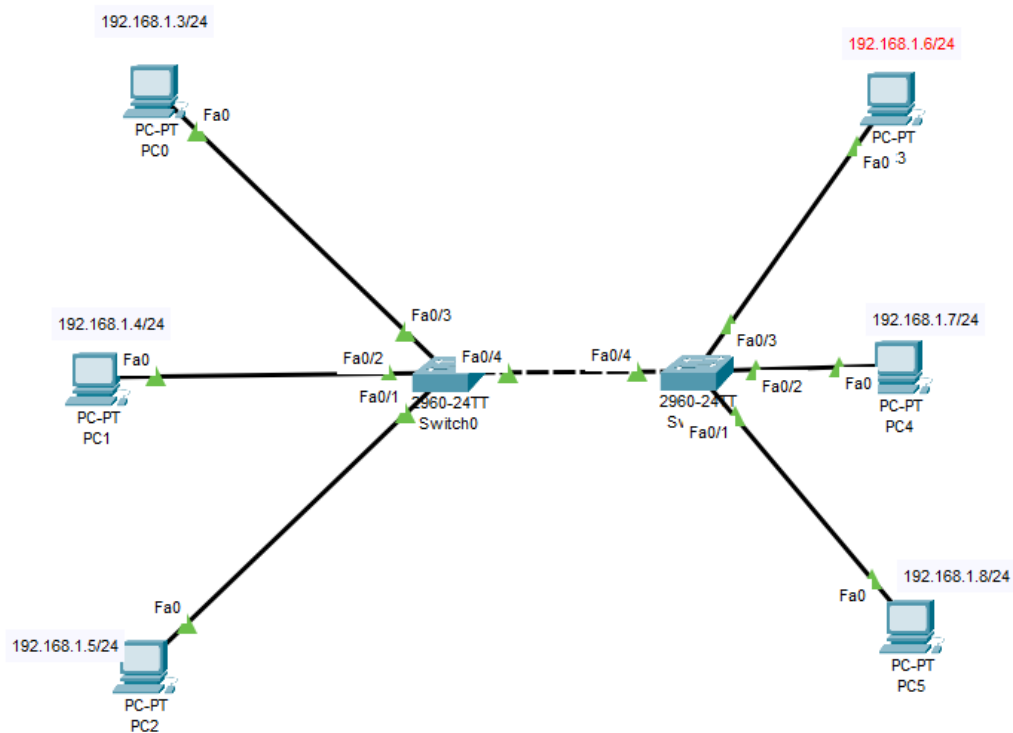 192.168.1.3/24
192.168.1.6/24
PC-PT
PC0
Fa0
PC-PT
Fa0
3
Fa0/3
192.168.1.4/24
Fa0
Fa0/2
Fa0/4
Fa0/1
2960-24TT
Switch0
PC-PT
PC1
192.168.1.7/24
Fa0/3
Fa0/4
Fa0/2
Fa0
2960-24TT
Fa0/1
PC-PT
PC4
Fa0
192.168.1.5/24
PC-PT
PC2
192.168.1.8/24
Fa0
PC-PT
PC5